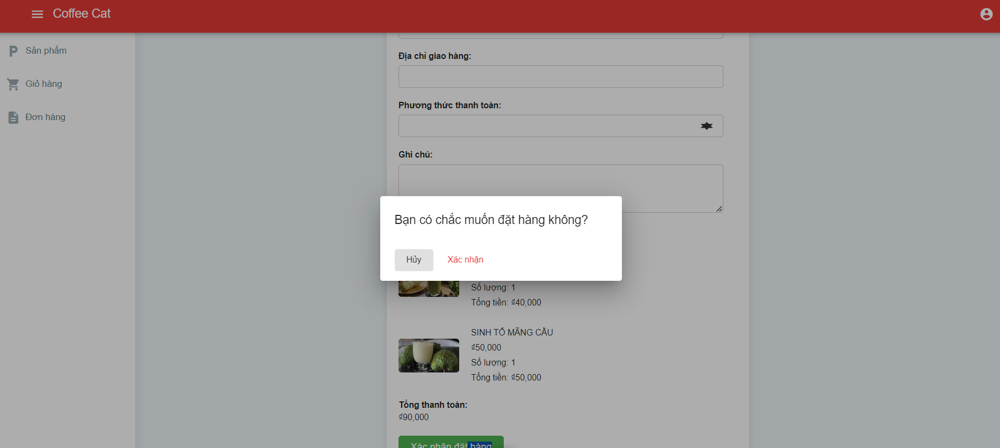 Coffee Cat
Sản phẩm
Giỏ hàng
Đơn hàng
Địa chỉ giao hàng:
Phương thức thanh toán:
Ghi chú:
Bạn có chắc muốn đặt hàng không?
Hủy
Xác nhận
Số lượng: 1
Tổng tiền: ₫40,000
SINH TỐ MÃNG CẦU
₫50,000
Số lượng: 1
Tổng tiền: ₫50,000
Tổng thanh toán:
₫90,000
Xác nhận đặt hàng